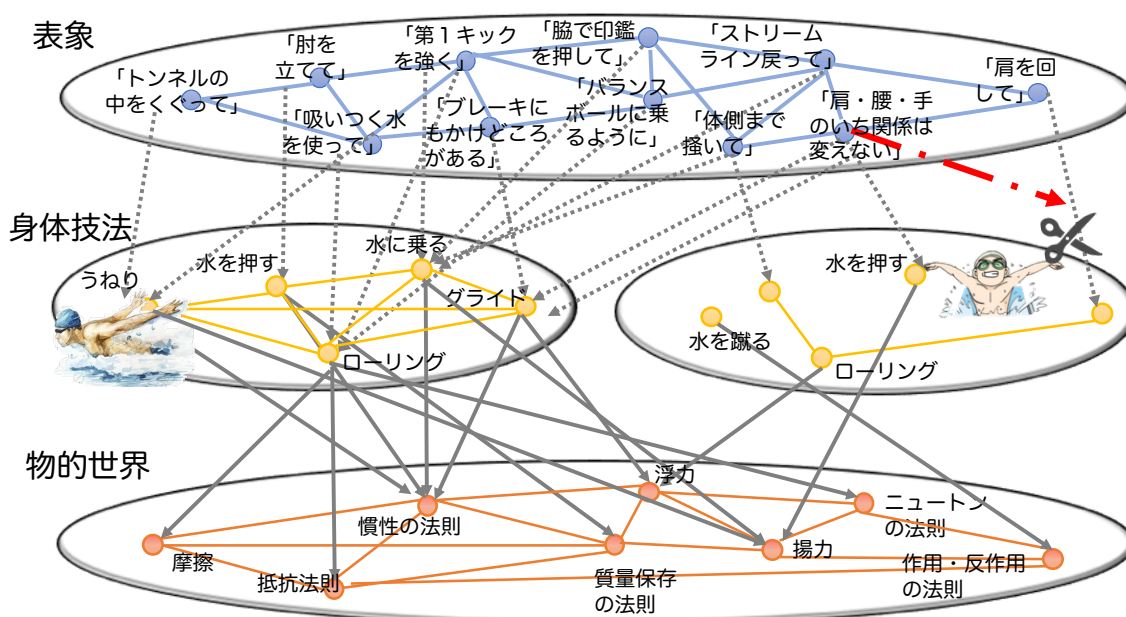 表象
「トンネルの
中をくぐって」
「肘を
立てて」
「吸いつく水
を使って」
「第１キック
を強く」
「ブレーキに
もかけどころ
がある」
「脇で印鑑
を押して」
「バランス
ボールに乗
るように」
「ストリーム
ライン戻って」
「体側まで
掻いて」
「肩・腰・手
のいち関係は
変えない」
「肩を回
して」
身体技法
うねり
水を押す
水に乗る
グライド
ローリング
水を押す
水を蹴る
ローリング
物的世界
摩擦
抵抗法則
慣性の法則
浮力
質量保存
の法則
揚力
ニュートン
の法則
作用・反作用
の法則